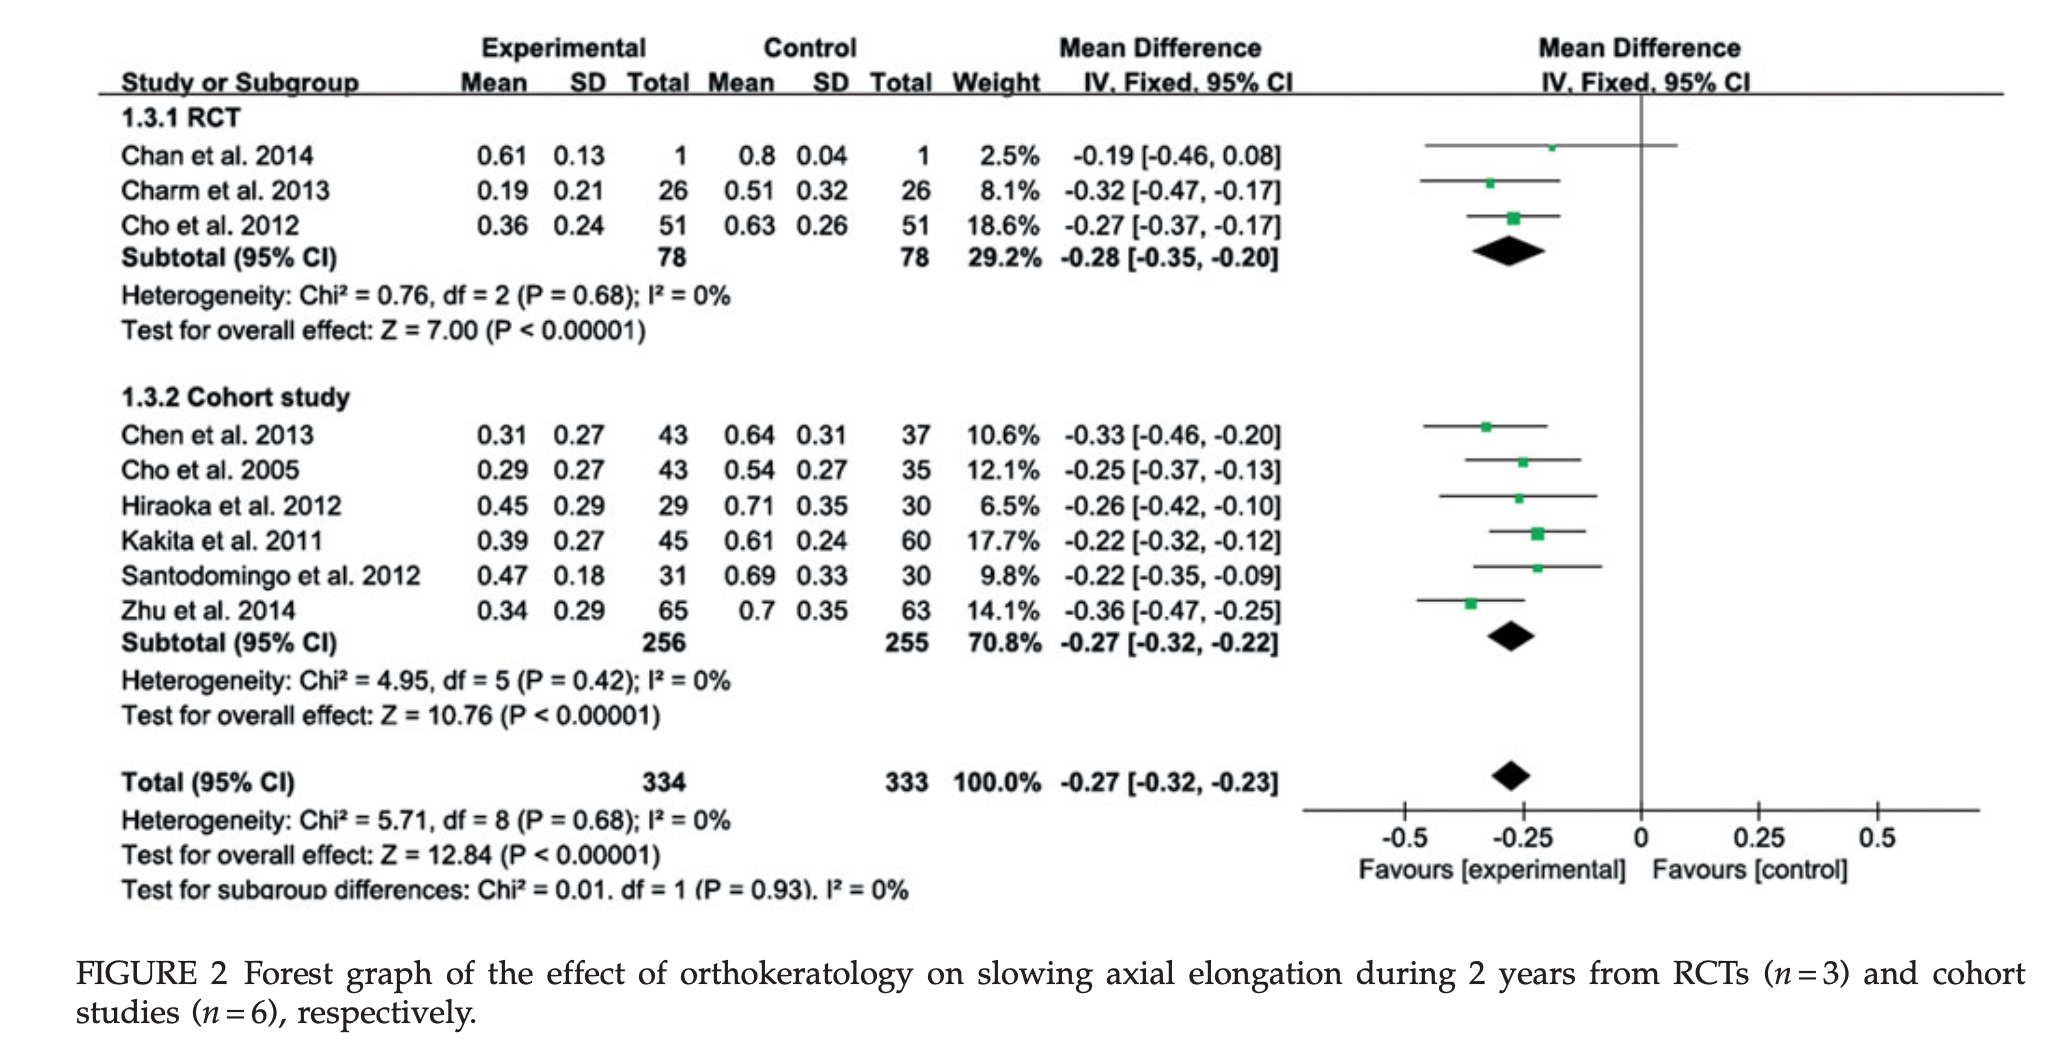 Experimental Control Mean Difference Mean Difference
Study or Subgroup Mean SD Total Mean SD Total Weight IV, Fixed, 95% CI IV, Fixed, 95% CI
1.3.1 RCT
Chan et al. 2014 0.61 0.13 1 0.8 0.04 1 2.5% -0.19 [-0.46, 0.08]
Charm et al. 2013 0.19 0.21 26 0.51 0.32 26 8.1% -0.32 [-0.47, -0.17]
Cho et al. 2012 0.36 0.24 51 0.63 0.26 51 18.6% -0.27 [-0.37, -0.17]
Subtotal (95% CI) 78 78 29.2% -0.28 [-0.35, -0.20]
Heterogeneity: Chi² = 0.76, df = 2 (P = 0.68); I² = 0%
Test for overall effect: Z = 7.00 (P < 0.00001)
1.3.2 Cohort study
Chen et al. 2013 0.31 0.27 43 0.64 0.31 37 10.6% -0.33 [-0.46, -0.20]
Cho et al. 2005 0.29 0.27 43 0.54 0.27 35 12.1% -0.25 [-0.37, -0.13]
Hiraoka et al. 2012 0.45 0.29 29 0.71 0.35 30 6.5% -0.26 [-0.42, -0.10]
Kakita et al. 2011 0.39 0.27 45 0.61 0.24 60 17.7% -0.22 [-0.32, -0.12]
Santodomingo et al. 2012 0.47 0.18 31 0.69 0.33 30 9.8% -0.22 [-0.35, -0.09]
Zhu et al. 2014 0.34 0.29 65 0.7 0.35 63 14.1% -0.36 [-0.47, -0.25]
Subtotal (95% CI) 256 255 70.8% -0.27 [-0.32, -0.22]
Heterogeneity: Chi² = 4.95, df = 5 (P = 0.42); I² = 0%
Test for overall effect: Z = 10.76 (P < 0.00001)
Total (95% CI) 334 333 100.0% -0.27 [-0.32, -0.23]
Heterogeneity: Chi² = 5.71, df = 8 (P = 0.68); I² = 0%
Test for overall effect: Z = 12.84 (P < 0.00001)
Test for subgroup differences: Chi² = 0.01. df = 1 (P = 0.93). I² = 0%
-0.5 -0.25 0 0.25 0.5
Favours [experimental] Favours [control]
FIGURE 2 Forest graph of the effect of orthokeratology on slowing axial elongation during 2 years from RCTs (n = 3) and cohort
studies (n = 6), respectively.